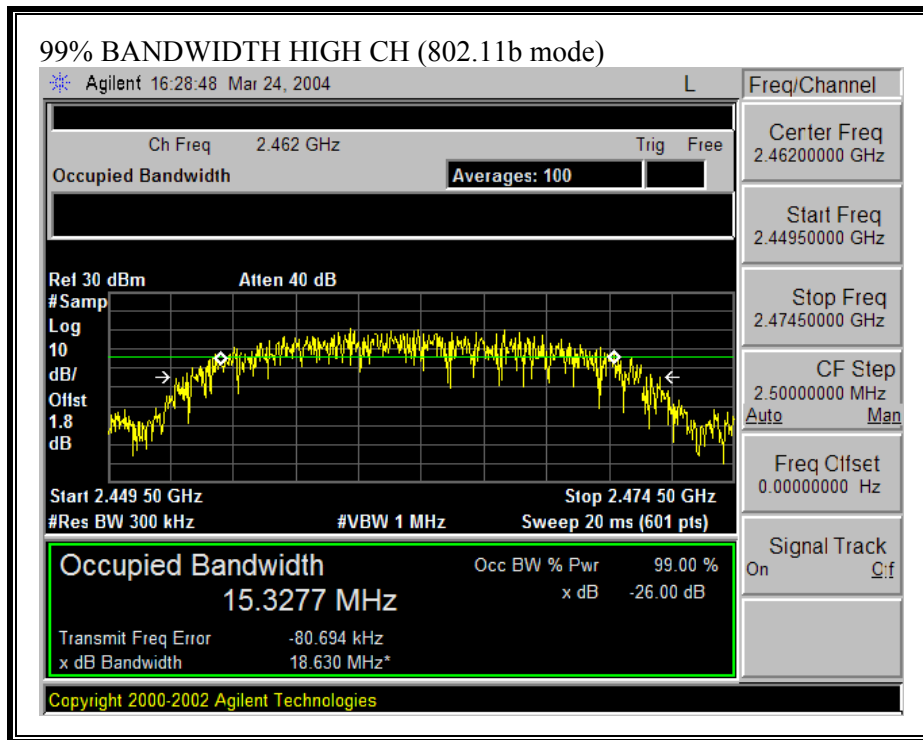 99% BANDWIDTH HIGH CH (802.11b mode)
Agilent 16:28:48 Mar 24, 2004 L
Freq/Channel
Ch Freq 2.462 GHz Trig Free
Occupied Bandwidth Averages: 100
Center Freq
2.46200000 GHz
Start Freq
2.44950000 GHz
Stop Freq
2.47450000 GHz
CF Step
2.50000000 MHz
Auto Man
Freq Offset
0.00000000 Hz
Signal Track
On Off
Ref 30 dBm Atten 40 dB
#Samp
Log
10
dB/
Offst
1.8
dB
Start 2.449 50 GHz Stop 2.474 50 GHz
#Res BW 300 kHz #VBW 1 MHz Sweep 20 ms (601 pts)
Occupied Bandwidth Occ BW % Pwr 99.00 %
15.3277 MHz x dB -26.00 dB
Transmit Freq Error -80.694 kHz
x dB Bandwidth 18.630 MHz*
Copyright 2000-2002 Agilent Technologies